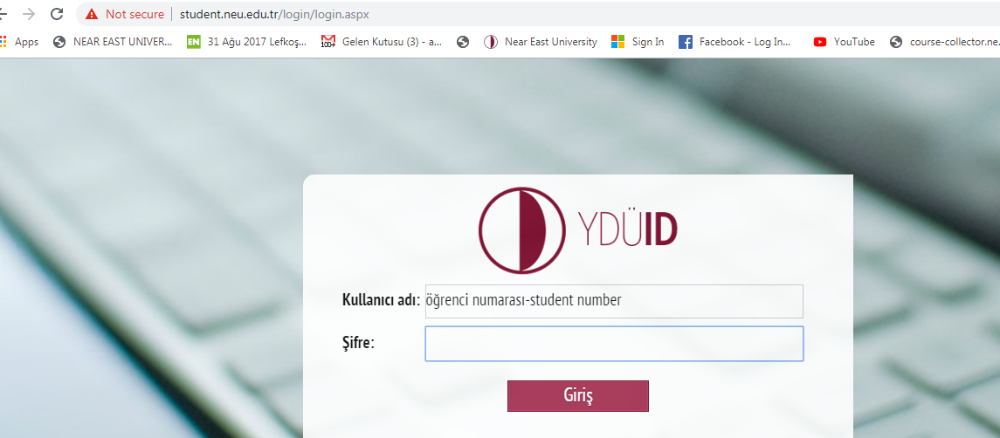 Not secure | student.neu.edu.tr/login/login.aspx
Apps NEAR EAST UNIVER... EN 31 Ağu 2017 Lefkoş... 100+ Gelen Kutusu (3) - a... Near East University Sign In Facebook - Log In... YouTube course-collector.ne
YDÜID
Kullanıcı adı: öğrenci numarası-student number
Şifre:
Giriş